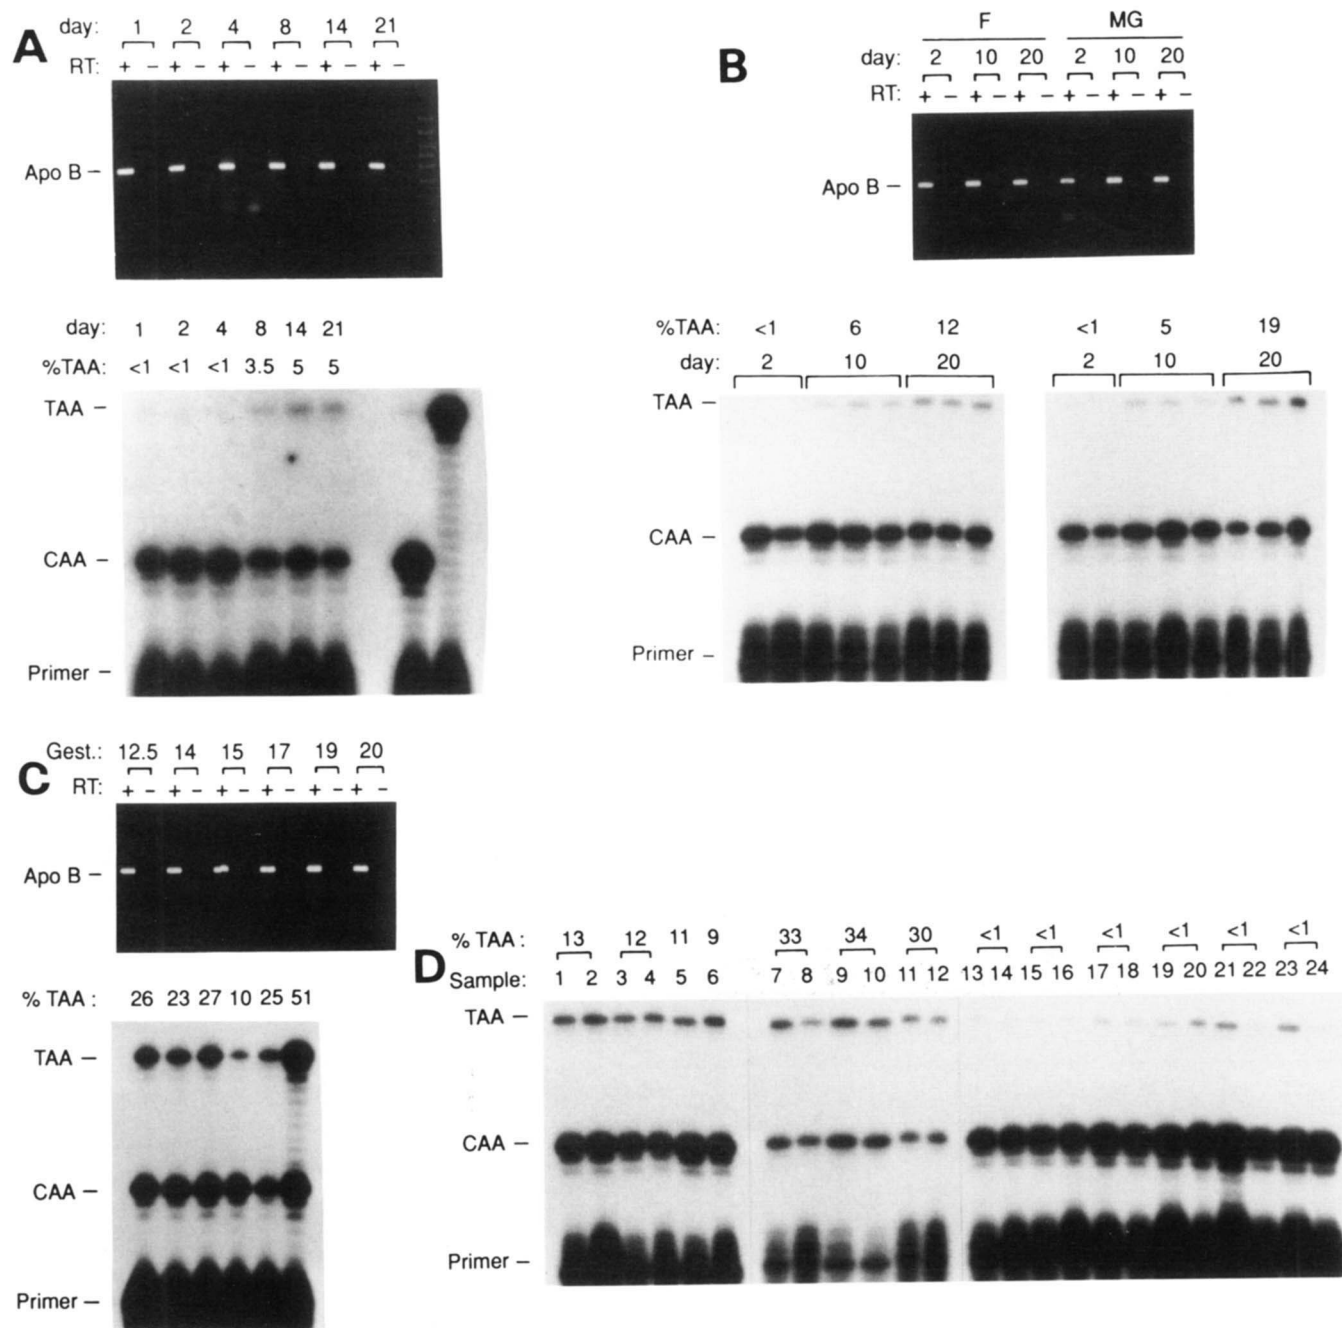 A
day: 1 2 4 8 14 21
RT: + − + − + − + − + − + −
Apo B –
day: 1 2 4 8 14 21
%TAA: <1 <1 <1 3.5 5 5
TAA –
CAA –
Primer –
B
F MG
day: 2 10 20 2 10 20
RT: + − + − + − + − + − + −
Apo B –
%TAA: <1 6 12 <1 5 19
day: 2 10 20 2 10 20
TAA –
CAA –
Primer –
C
Gest.: 12.5 14 15 17 19 20
RT: + − + − + − + − + − + −
Apo B –
% TAA : 26 23 27 10 25 51
TAA –
CAA –
Primer –
D
% TAA : 13 12 11 9 33 34 30 <1 <1 <1 <1 <1 <1
Sample: 1 2 3 4 5 6 7 8 9 10 11 12 13 14 15 16 17 18 19 20 21 22 23 24
TAA –
CAA –
Primer –